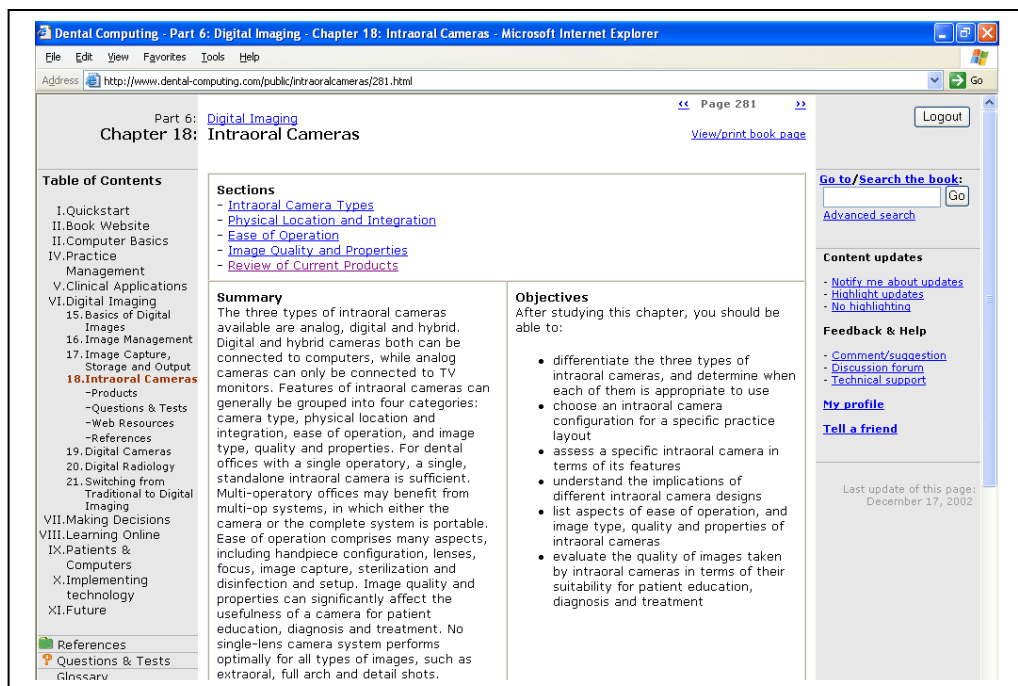 Dental Computing - Part 6: Digital Imaging - Chapter 18: Intraoral Cameras - Microsoft Internet Explorer
File Edit View Favorites Tools Help
Address http://www.dental-computing.com/public/intraoralcameras/281.html Go
<< Page 281 >>
Part 6: Digital Imaging
Chapter 18: Intraoral Cameras
View/print book page
Logout
Table of Contents
I.Quickstart
II.Book Website
II.Computer Basics
IV.Practice
Management
V.Clinical Applications
VI.Digital Imaging
15.Basics of Digital
Images
16.Image Management
17.Image Capture,
Storage and Output
18.Intraoral Cameras
-Products
-Questions & Tests
-Web Resources
-References
19.Digital Cameras
20.Digital Radiology
21.Switching from
Traditional to Digital
Imaging
VII.Making Decisions
VIII.Learning Online
IX.Patients &
Computers
X.Implementing
technology
XI.Future
References
Questions & Tests
Glossary
Sections
- Intraoral Camera Types
- Physical Location and Integration
- Ease of Operation
- Image Quality and Properties
- Review of Current Products
Summary
The three types of intraoral cameras
available are analog, digital and hybrid.
Digital and hybrid cameras both can be
connected to computers, while analog
cameras can only be connected to TV
monitors. Features of intraoral cameras can
generally be grouped into four categories:
camera type, physical location and
integration, ease of operation, and image
type, quality and properties. For dental
offices with a single operatory, a single,
standalone intraoral camera is sufficient.
Multi-operatory offices may benefit from
multi-op systems, in which either the
camera or the complete system is portable.
Ease of operation comprises many aspects,
including handpiece configuration, lenses,
focus, image capture, sterilization and
disinfection and setup. Image quality and
properties can significantly affect the
usefulness of a camera for patient
education, diagnosis and treatment. No
single-lens camera system performs
optimally for all types of images, such as
extraoral, full arch and detail shots.
Objectives
After studying this chapter, you should be
able to:
• differentiate the three types of
intraoral cameras, and determine when
each of them is appropriate to use
• choose an intraoral camera
configuration for a specific practice
layout
• assess a specific intraoral camera in
terms of its features
• understand the implications of
different intraoral camera designs
• list aspects of ease of operation, and
image type, quality and properties of
intraoral cameras
• evaluate the quality of images taken
by intraoral cameras in terms of their
suitability for patient education,
diagnosis and treatment
Go to/Search the book:
Go
Advanced search
Content updates
- Notify me about updates
- Highlight updates
- No highlighting
Feedback & Help
- Comment/suggestion
- Discussion forum
- Technical support
My profile
Tell a friend
Last update of this page:
December 17, 2002